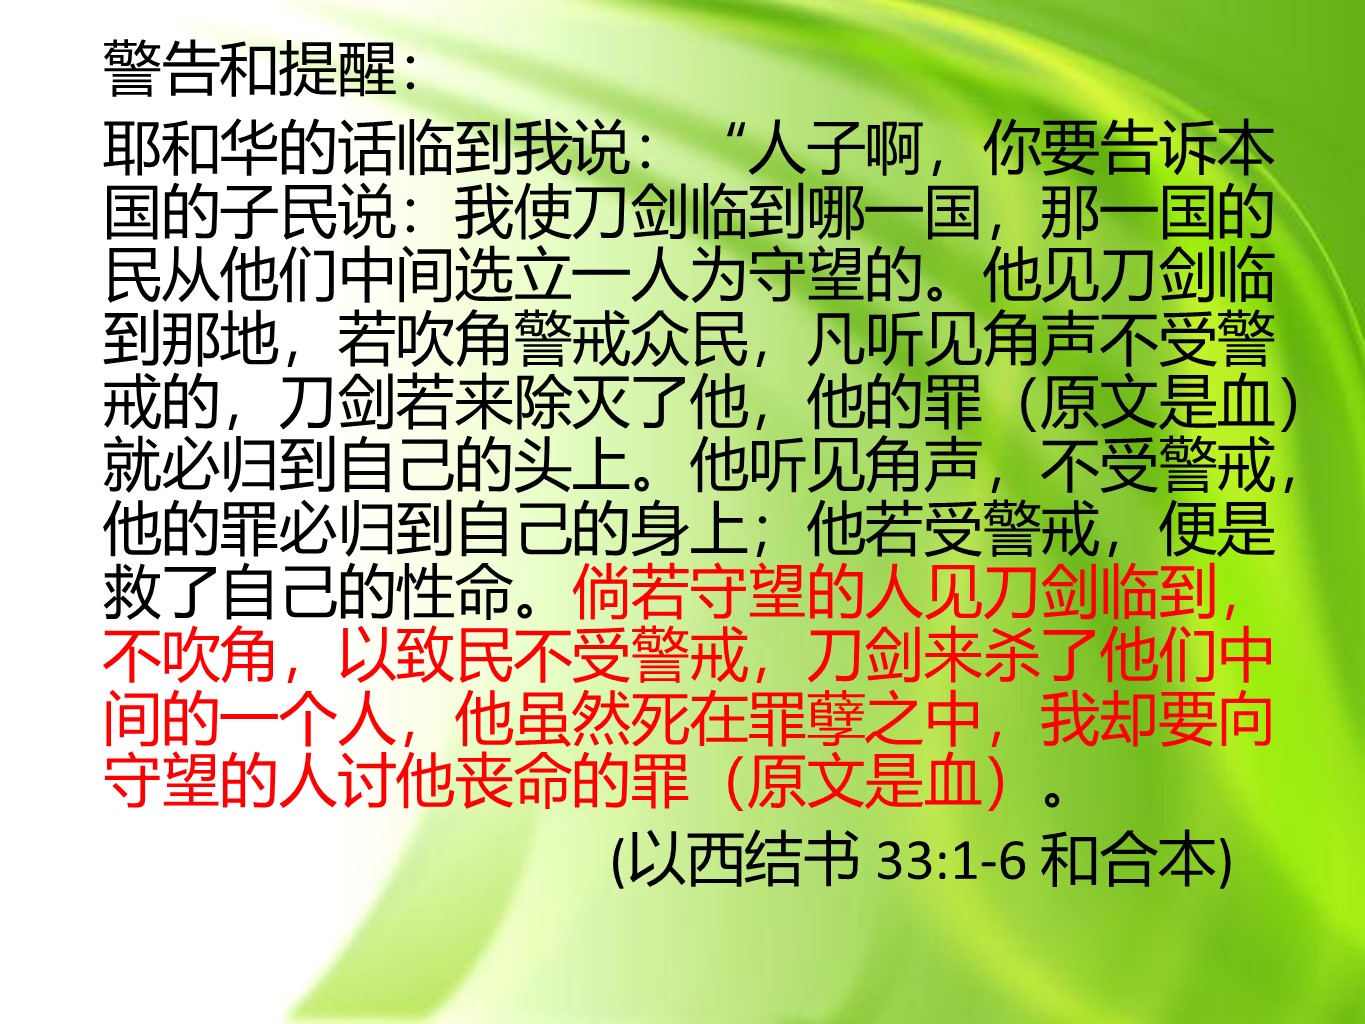 警告和提醒：
耶和华的话临到我说：“人子啊，你要告诉本
国的子民说：我使刀剑临到哪一国，那一国的
民从他们中间选立一人为守望的。他见刀剑临
到那地，若吹角警戒众民，凡听见角声不受警
戒的，刀剑若来除灭了他，他的罪（原文是血）
就必归到自己的头上。他听见角声，不受警戒，
他的罪必归到自己的身上；他若受警戒，便是
救了自己的性命。倘若守望的人见刀剑临到，
不吹角，以致民不受警戒，刀剑来杀了他们中
间的一个人，他虽然死在罪孽之中，我却要向
守望的人讨他丧命的罪（原文是血）。
(以西结书 33:1-6 和合本)